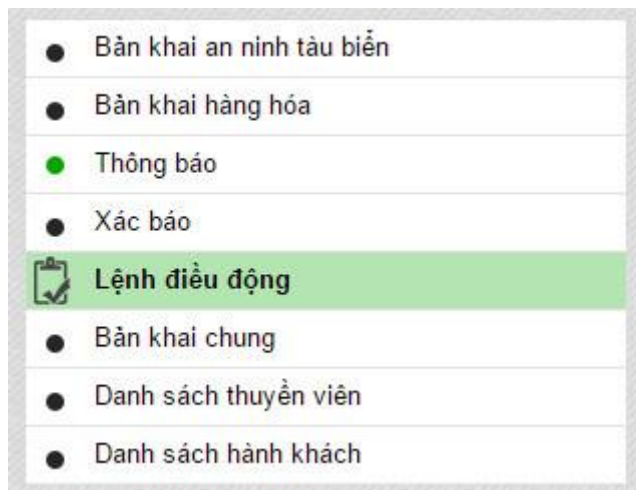 Bản khai an ninh tàu biển
Bản khai hàng hóa
Thông báo
Xác báo
Lệnh điều động
Bản khai chung
Danh sách thuyền viên
Danh sách hành khách